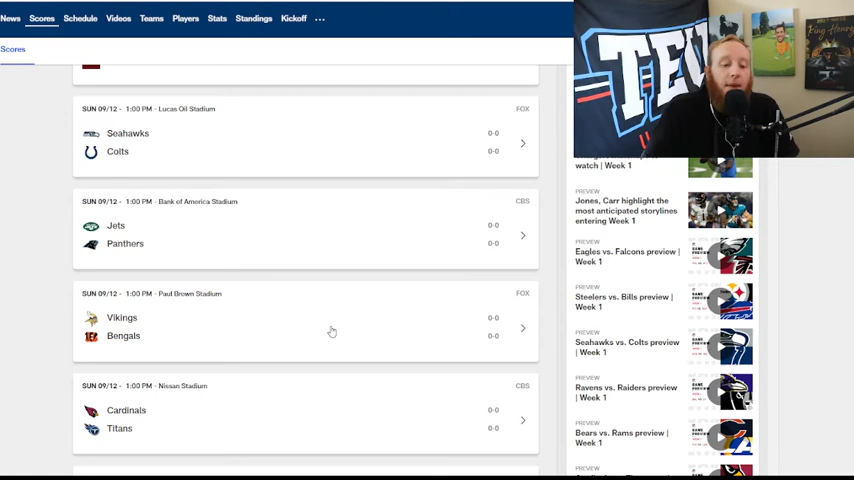 News Scores Schedule Videos Teams Players Stats Standings Kickoff ...
Scores
SUN 09/12 - 1:00 PM · Lucas Oil Stadium FOX
Seahawks 0-0
Colts 0-0
SUN 09/12 - 1:00 PM · Bank of America Stadium CBS
Jets 0-0
Panthers 0-0
SUN 09/12 - 1:00 PM · Paul Brown Stadium FOX
Vikings 0-0
Bengals 0-0
SUN 09/12 - 1:00 PM · Nissan Stadium CBS
Cardinals 0-0
Titans 0-0
TEO
King Henry
watch | Week 1
PREVIEW
Jones, Carr highlight the
most anticipated storylines
entering Week 1
PREVIEW
Eagles vs. Falcons preview |
Week 1
PREVIEW
Steelers vs. Bills preview |
Week 1
PREVIEW
Seahawks vs. Colts preview
| Week 1
PREVIEW
Ravens vs. Raiders preview
| Week 1
PREVIEW
Bears vs. Rams preview |
Week 1
PREVIEW